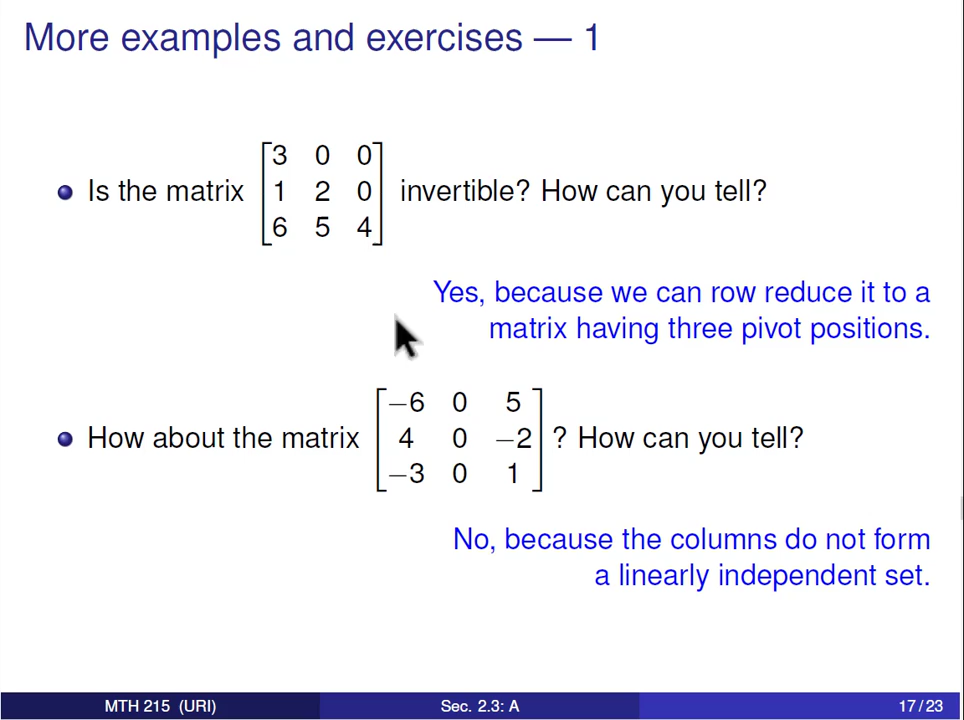 More examples and exercises — 1
Is the matrix [3 0 0
1 2 0
6 5 4] invertible? How can you tell?
Yes, because we can row reduce it to a
matrix having three pivot positions.
How about the matrix [−6 0 5
4 0 −2
−3 0 1] ? How can you tell?
No, because the columns do not form
a linearly independent set.
MTH 215 (URI) Sec. 2.3: A 17 / 23